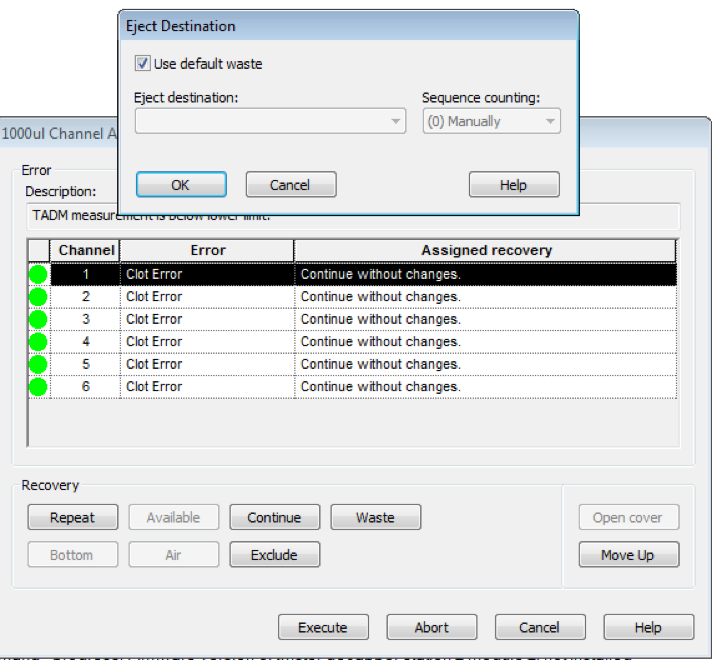 Eject Destination
Use default waste
Eject destination:
Sequence counting:
(0) Manually
OK
Cancel
Help
1000ul Channel A
Error
Description:
TADM measurement is below lower limit.
Channel Error Assigned recovery
1 Clot Error Continue without changes.
2 Clot Error Continue without changes.
3 Clot Error Continue without changes.
4 Clot Error Continue without changes.
5 Clot Error Continue without changes.
6 Clot Error Continue without changes.
Recovery
Repeat Available Continue Waste Open cover
Bottom Air Exclude Move Up
Execute Abort Cancel Help